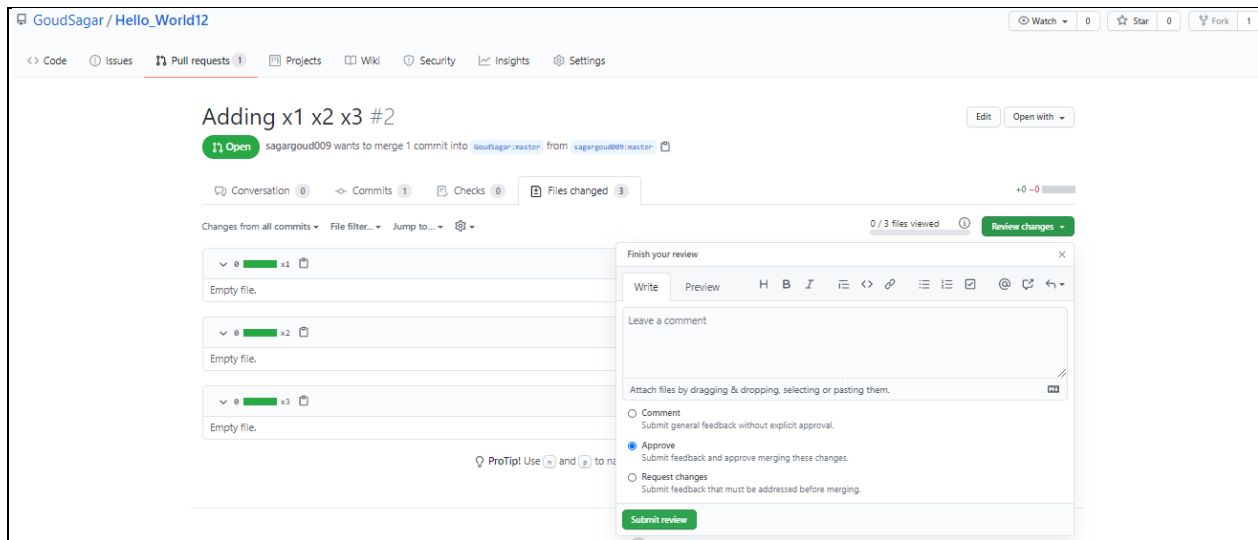 GoudSagar / Hello_World12
Watch 0 Star 0 Fork 1
Code Issues Pull requests 1 Projects Wiki Security Insights Settings
Adding x1 x2 x3 #2
Edit Open with
Open sagargoud009 wants to merge 1 commit into GoudSagar:master from sagargoud009:master
Conversation 0 Commits 1 Checks 0 Files changed 3 +0 −0
Changes from all commits File filter... Jump to... 0 / 3 files viewed Review changes
0 x1
Empty file.
0 x2
Empty file.
0 x3
Empty file.
ProTip! Use n and p to na
Finish your review
Write Preview H B I
Leave a comment
Attach files by dragging & dropping, selecting or pasting them.
Comment
Submit general feedback without explicit approval.
Approve
Submit feedback and approve merging these changes.
Request changes
Submit feedback that must be addressed before merging.
Submit review